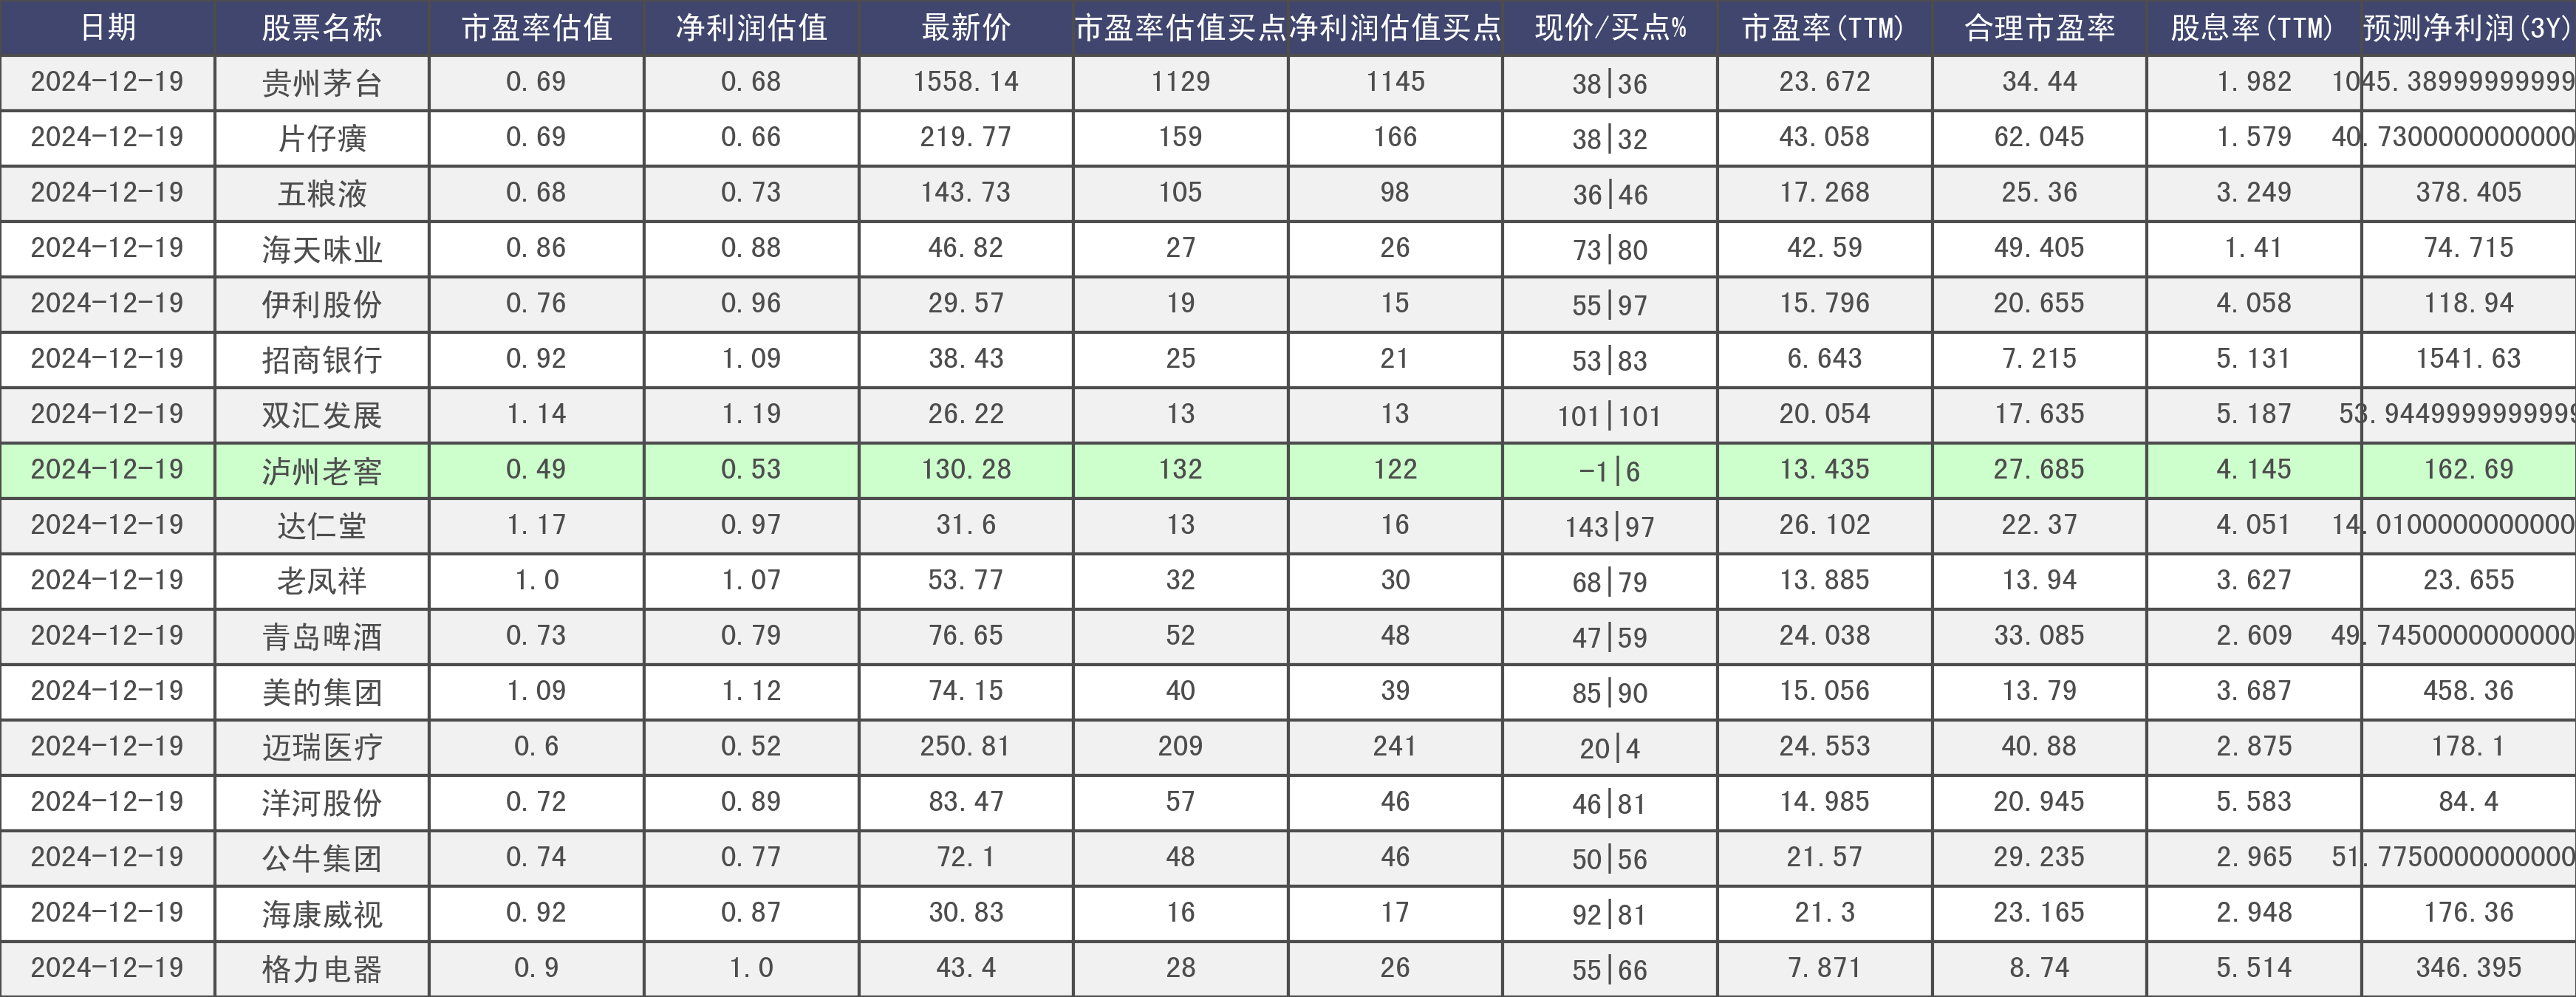 日期 股票名称 市盈率估值 净利润估值 最新价 市盈率估值买点 净利润估值买点 现价/买点% 市盈率(TTM) 合理市盈率 股息率(TTM) 预测净利润(3Y)
2024-12-19 贵州茅台 0.69 0.68 1558.14 1129 1145 38|36 23.672 34.44 1.982 1045.38999999999
2024-12-19 片仔癀 0.69 0.66 219.77 159 166 38|32 43.058 62.045 1.579 40.7300000000000
2024-12-19 五粮液 0.68 0.73 143.73 105 98 36|46 17.268 25.36 3.249 378.405
2024-12-19 海天味业 0.86 0.88 46.82 27 26 73|80 42.59 49.405 1.41 74.715
2024-12-19 伊利股份 0.76 0.96 29.57 19 15 55|97 15.796 20.655 4.058 118.94
2024-12-19 招商银行 0.92 1.09 38.43 25 21 53|83 6.643 7.215 5.131 1541.63
2024-12-19 双汇发展 1.14 1.19 26.22 13 13 101|101 20.054 17.635 5.187 53.9449999999999
2024-12-19 泸州老窖 0.49 0.53 130.28 132 122 -1|6 13.435 27.685 4.145 162.69
2024-12-19 达仁堂 1.17 0.97 31.6 13 16 143|97 26.102 22.37 4.051 14.0100000000000
2024-12-19 老凤祥 1.0 1.07 53.77 32 30 68|79 13.885 13.94 3.627 23.655
2024-12-19 青岛啤酒 0.73 0.79 76.65 52 48 47|59 24.038 33.085 2.609 49.7450000000000
2024-12-19 美的集团 1.09 1.12 74.15 40 39 85|90 15.056 13.79 3.687 458.36
2024-12-19 迈瑞医疗 0.6 0.52 250.81 209 241 20|4 24.553 40.88 2.875 178.1
2024-12-19 洋河股份 0.72 0.89 83.47 57 46 46|81 14.985 20.945 5.583 84.4
2024-12-19 公牛集团 0.74 0.77 72.1 48 46 50|56 21.57 29.235 2.965 51.7750000000000
2024-12-19 海康威视 0.92 0.87 30.83 16 17 92|81 21.3 23.165 2.948 176.36
2024-12-19 格力电器 0.9 1.0 43.4 28 26 55|66 7.871 8.74 5.514 346.395